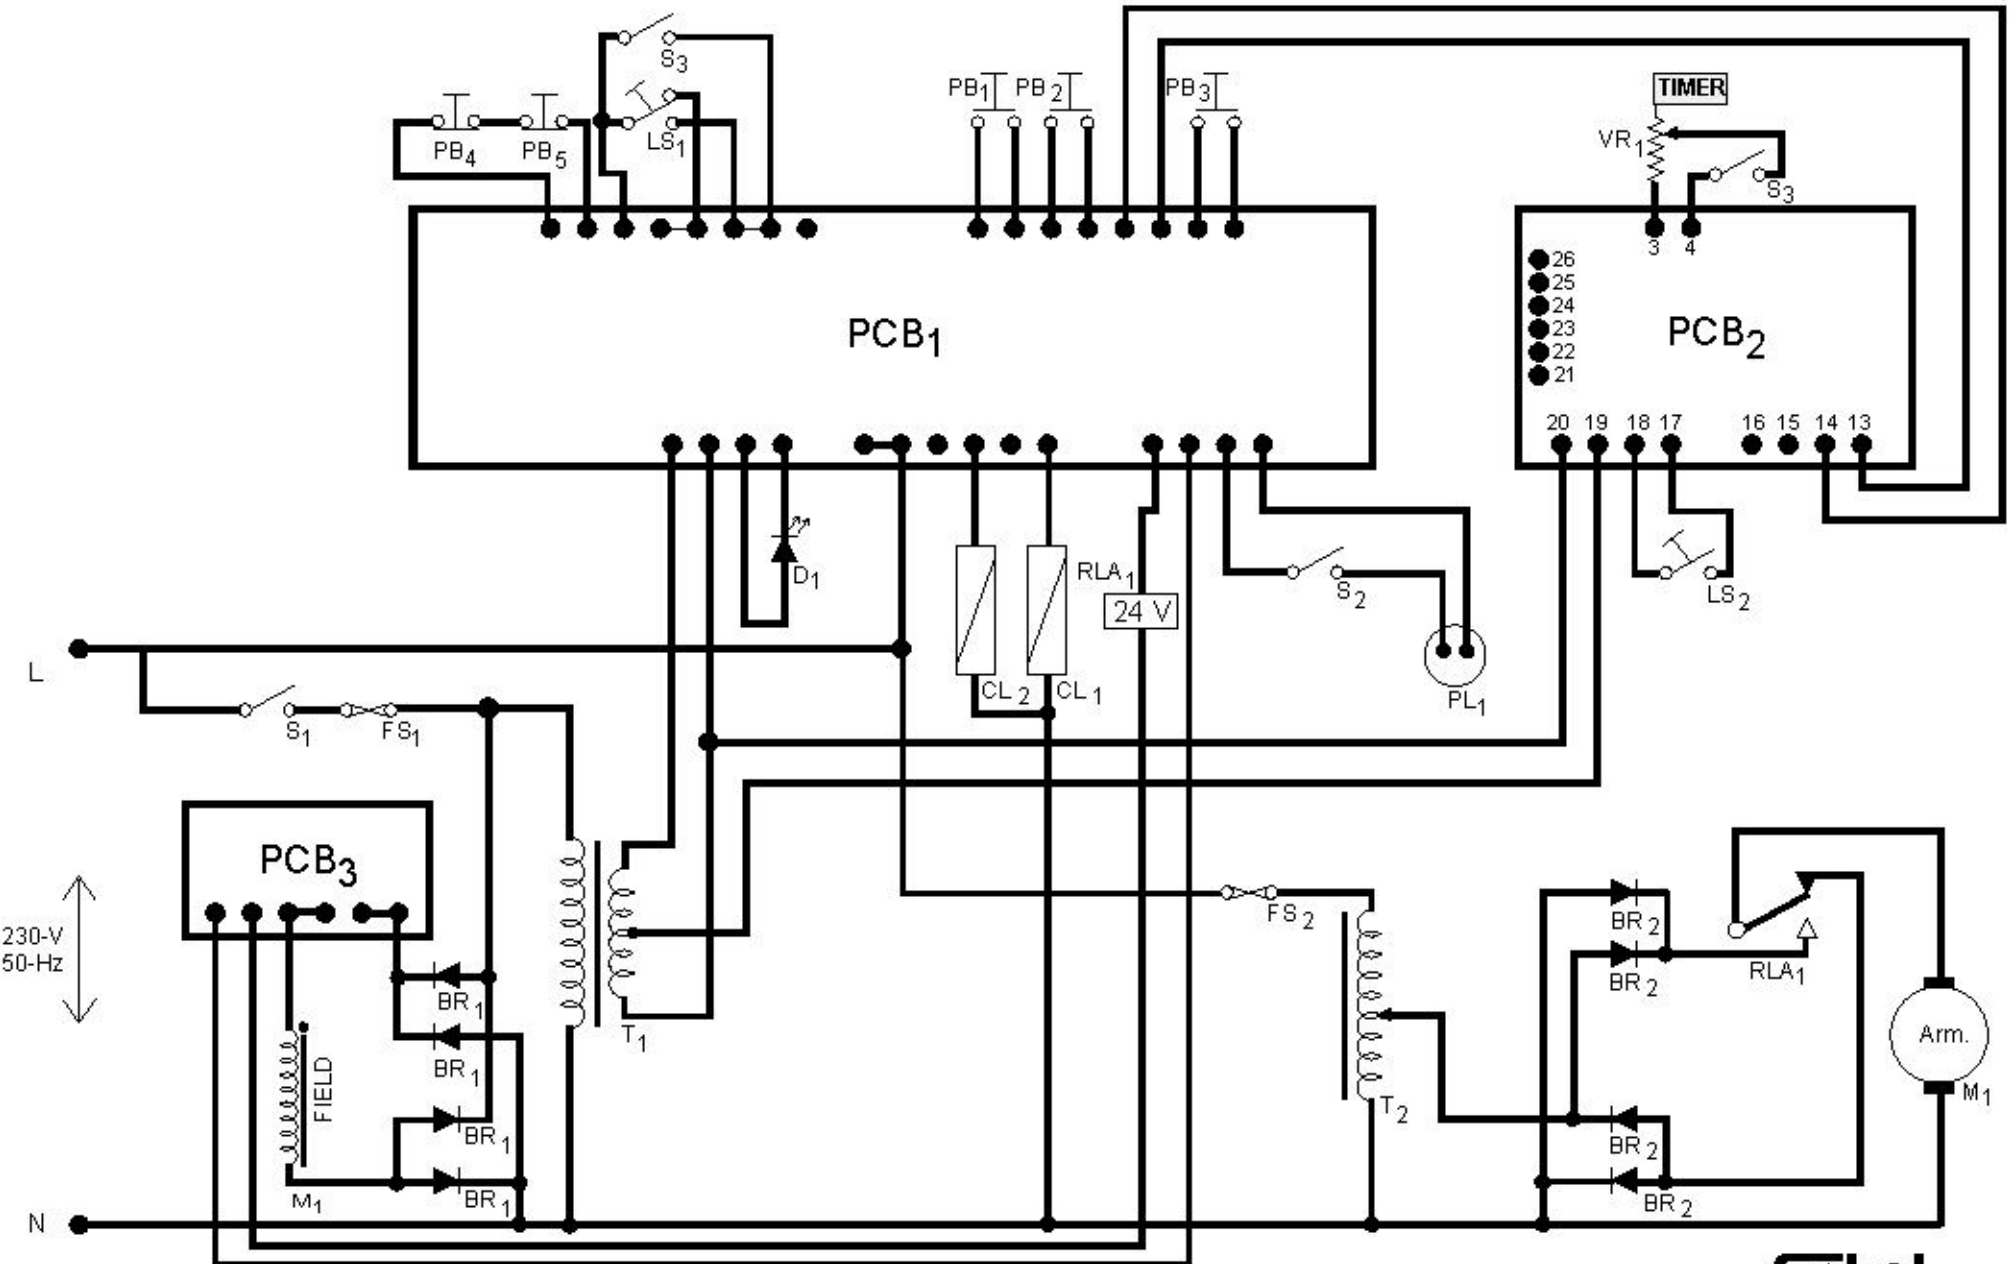 S3
PB1 PB2 PB3
TIMER
PB4 PB5 LS1
VR1
S3
3 4
PCB1
26
25
24
23
22
21
PCB2
20 19 18 17 16 15 14 13
D1
RLA1
24 V
S2
LS2
L
CL2 CL1
PL1
S1 FS1
PCB3
230-V
50-Hz
FS2
BR2
BR2
RLA1
BR1
T1
BR1
FIELD
Arm.
M1
T2
BR1
BR2
M1
BR1
BR2
N